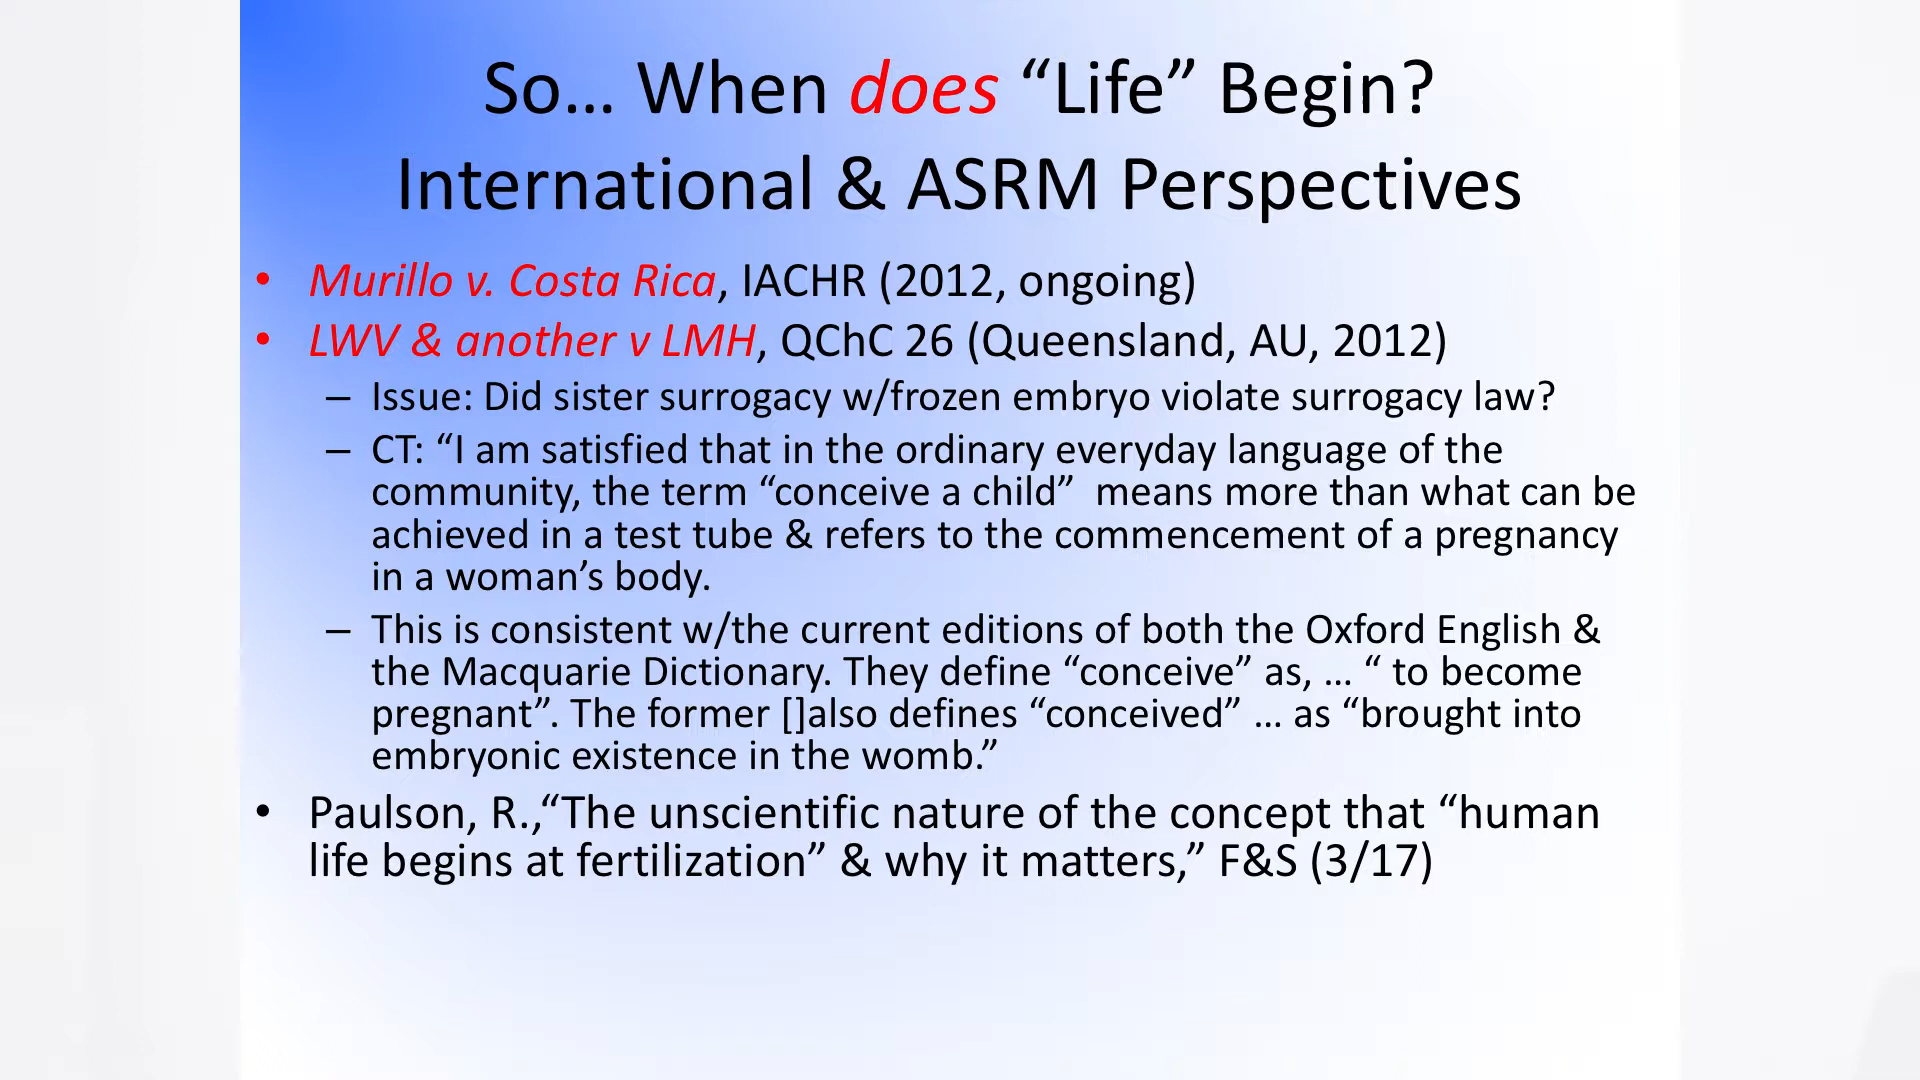 So... When does “Life” Begin?
International & ASRM Perspectives
• Murillo v. Costa Rica, IACHR (2012, ongoing)
• LWV & another v LMH, QChC 26 (Queensland, AU, 2012)
– Issue: Did sister surrogacy w/frozen embryo violate surrogacy law?
– CT: “I am satisfied that in the ordinary everyday language of the
community, the term “conceive a child”  means more than what can be
achieved in a test tube & refers to the commencement of a pregnancy
in a woman’s body.
– This is consistent w/the current editions of both the Oxford English &
the Macquarie Dictionary. They define “conceive” as, ... “ to become
pregnant”. The former []also defines “conceived” ... as “brought into
embryonic existence in the womb.”
• Paulson, R.,“The unscientific nature of the concept that “human
life begins at fertilization” & why it matters,” F&S (3/17)